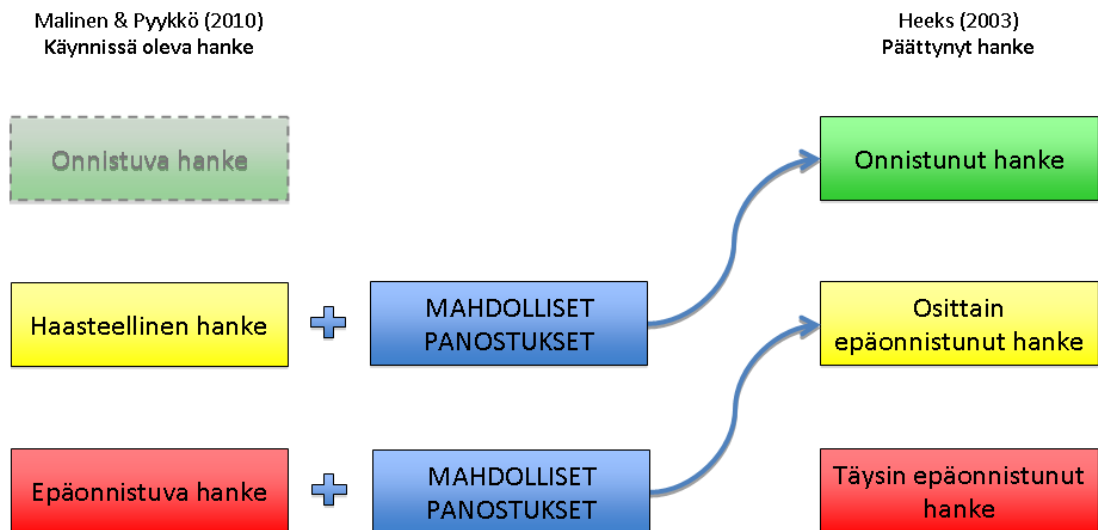 Malinen & Pyykkö (2010)
Käynnissä oleva hanke
Heeks (2003)
Päättynyt hanke
Onnistuva hanke
Onnistunut hanke
Haasteellinen hanke
MAHDOLLISET
PANOSTUKSET
Osittain
epäonnistunut hanke
Epäonnistuva hanke
MAHDOLLISET
PANOSTUKSET
Täysin epäonnistunut
hanke